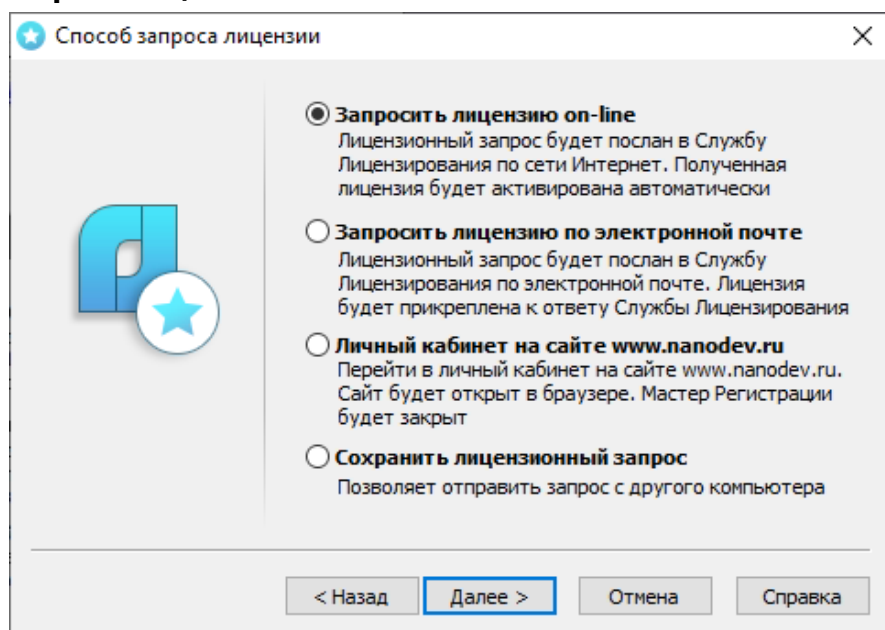 Способ запроса лицензии
Запросить лицензию on-line
Лицензионный запрос будет послан в Службу
Лицензирования по сети Интернет. Полученная
лицензия будет активирована автоматически
Запросить лицензию по электронной почте
Лицензионный запрос будет послан в Службу
Лицензирования по электронной почте. Лицензия
будет прикреплена к ответу Службы Лицензирования
Личный кабинет на сайте www.nanodev.ru
Перейти в личный кабинет на сайте www.nanodev.ru.
Сайт будет открыт в браузере. Мастер Регистрации
будет закрыт
Сохранить лицензионный запрос
Позволяет отправить запрос с другого компьютера
< Назад Далее > Отмена Справка